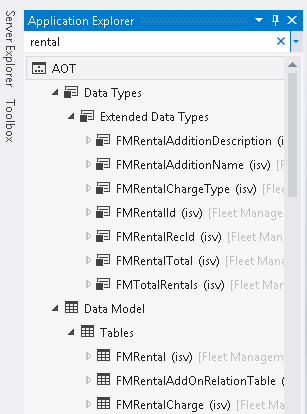 Server Explorer
Toolbox
Application Explorer
rental
AOT
Data Types
Extended Data Types
FMRentalAdditionDescription (i
FMRentalAdditionName (isv)
FMRentalChargeType (isv) [Fle
FMRentalId (isv) [Fleet Manage
FMRentalRecId (isv) [Fleet Man
FMRentalTotal (isv) [Fleet Man
FMTotalRentals (isv) [Fleet Ma
Data Model
Tables
FMRental (isv) [Fleet Managem
FMRentalAddOnRelationTable (
FMRentalCharge (isv) [Fleet Ma